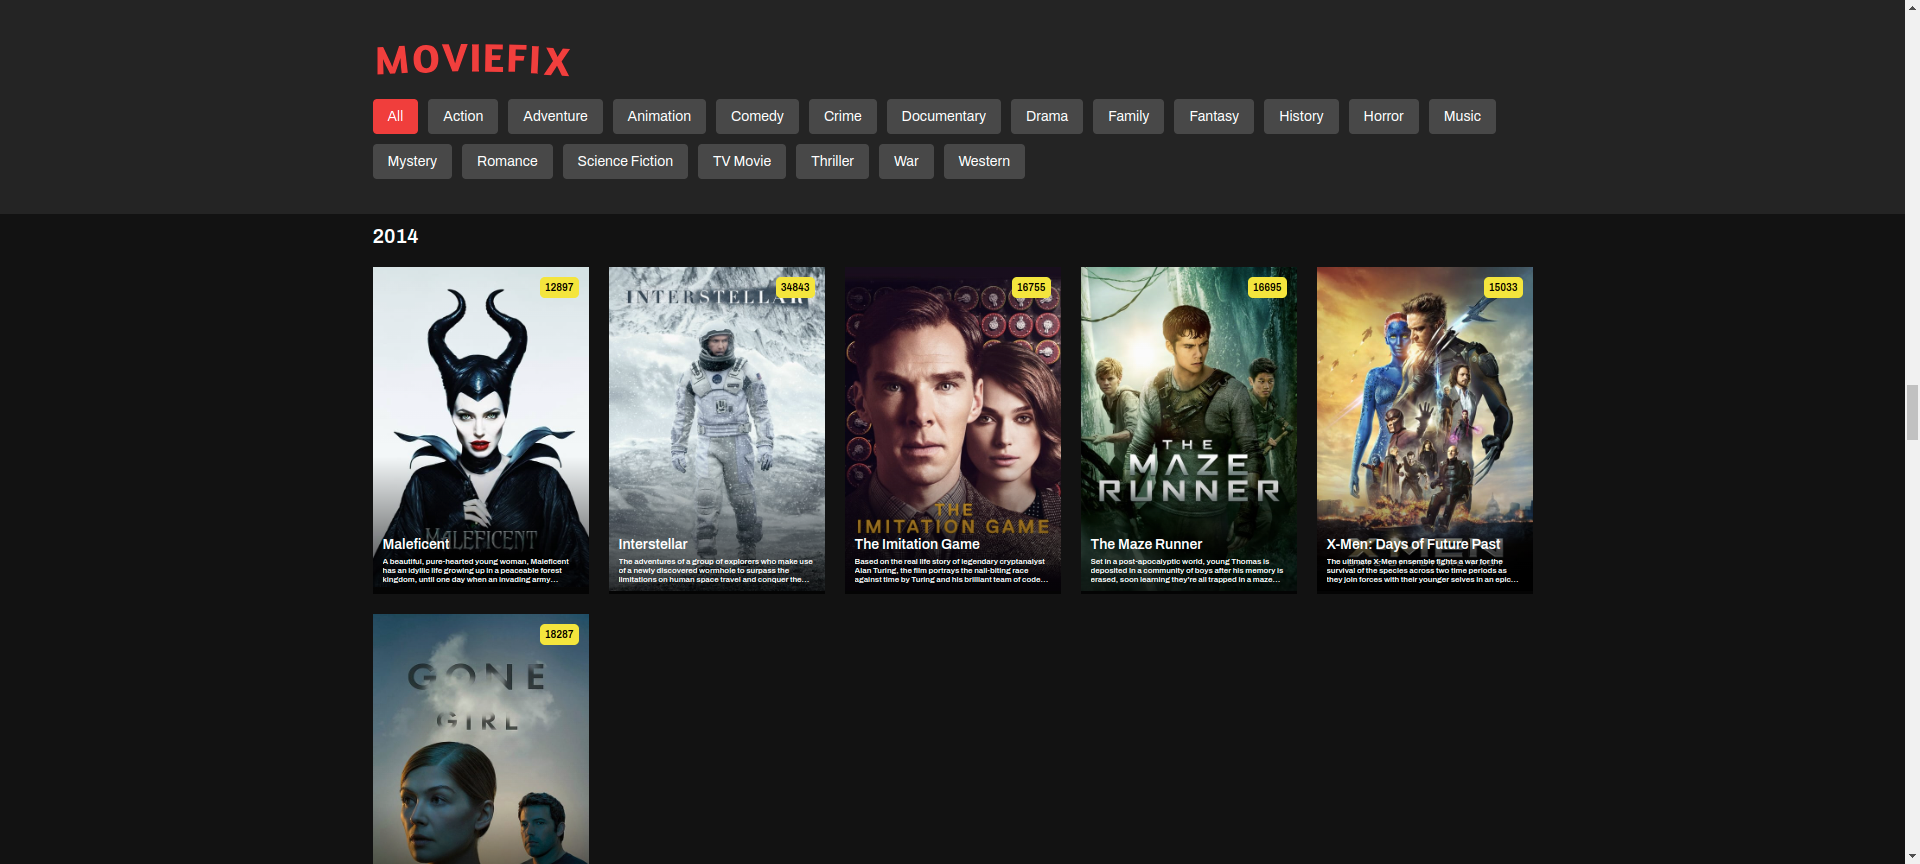 MOVIEFIX
All Action Adventure Animation Comedy Crime Documentary Drama Family Fantasy History Horror Music
Mystery Romance Science Fiction TV Movie Thriller War Western
2014
12897
MALEFICENT
Maleficent
A beautiful, pure-hearted young woman, Maleficent
has an idyllic life growing up in a peaceable forest
kingdom, until one day when an invading army…
34843
INTERSTELLAR
Interstellar
The adventures of a group of explorers who make use
of a newly discovered wormhole to surpass the
limitations on human space travel and conquer the…
16755
THE
IMITATION GAME
The Imitation Game
Based on the real life story of legendary cryptanalyst
Alan Turing, the film portrays the nail-biting race
against time by Turing and his brilliant team of code…
16695
THE
MAZE
RUNNER
The Maze Runner
Set in a post-apocalyptic world, young Thomas is
deposited in a community of boys after his memory is
erased, soon learning they're all trapped in a maze…
15033
X-MEN
X-Men: Days of Future Past
The ultimate X-Men ensemble fights a war for the
survival of the species across two time periods as
they join forces with their younger selves in an epic…
18287
GONE
GIRL